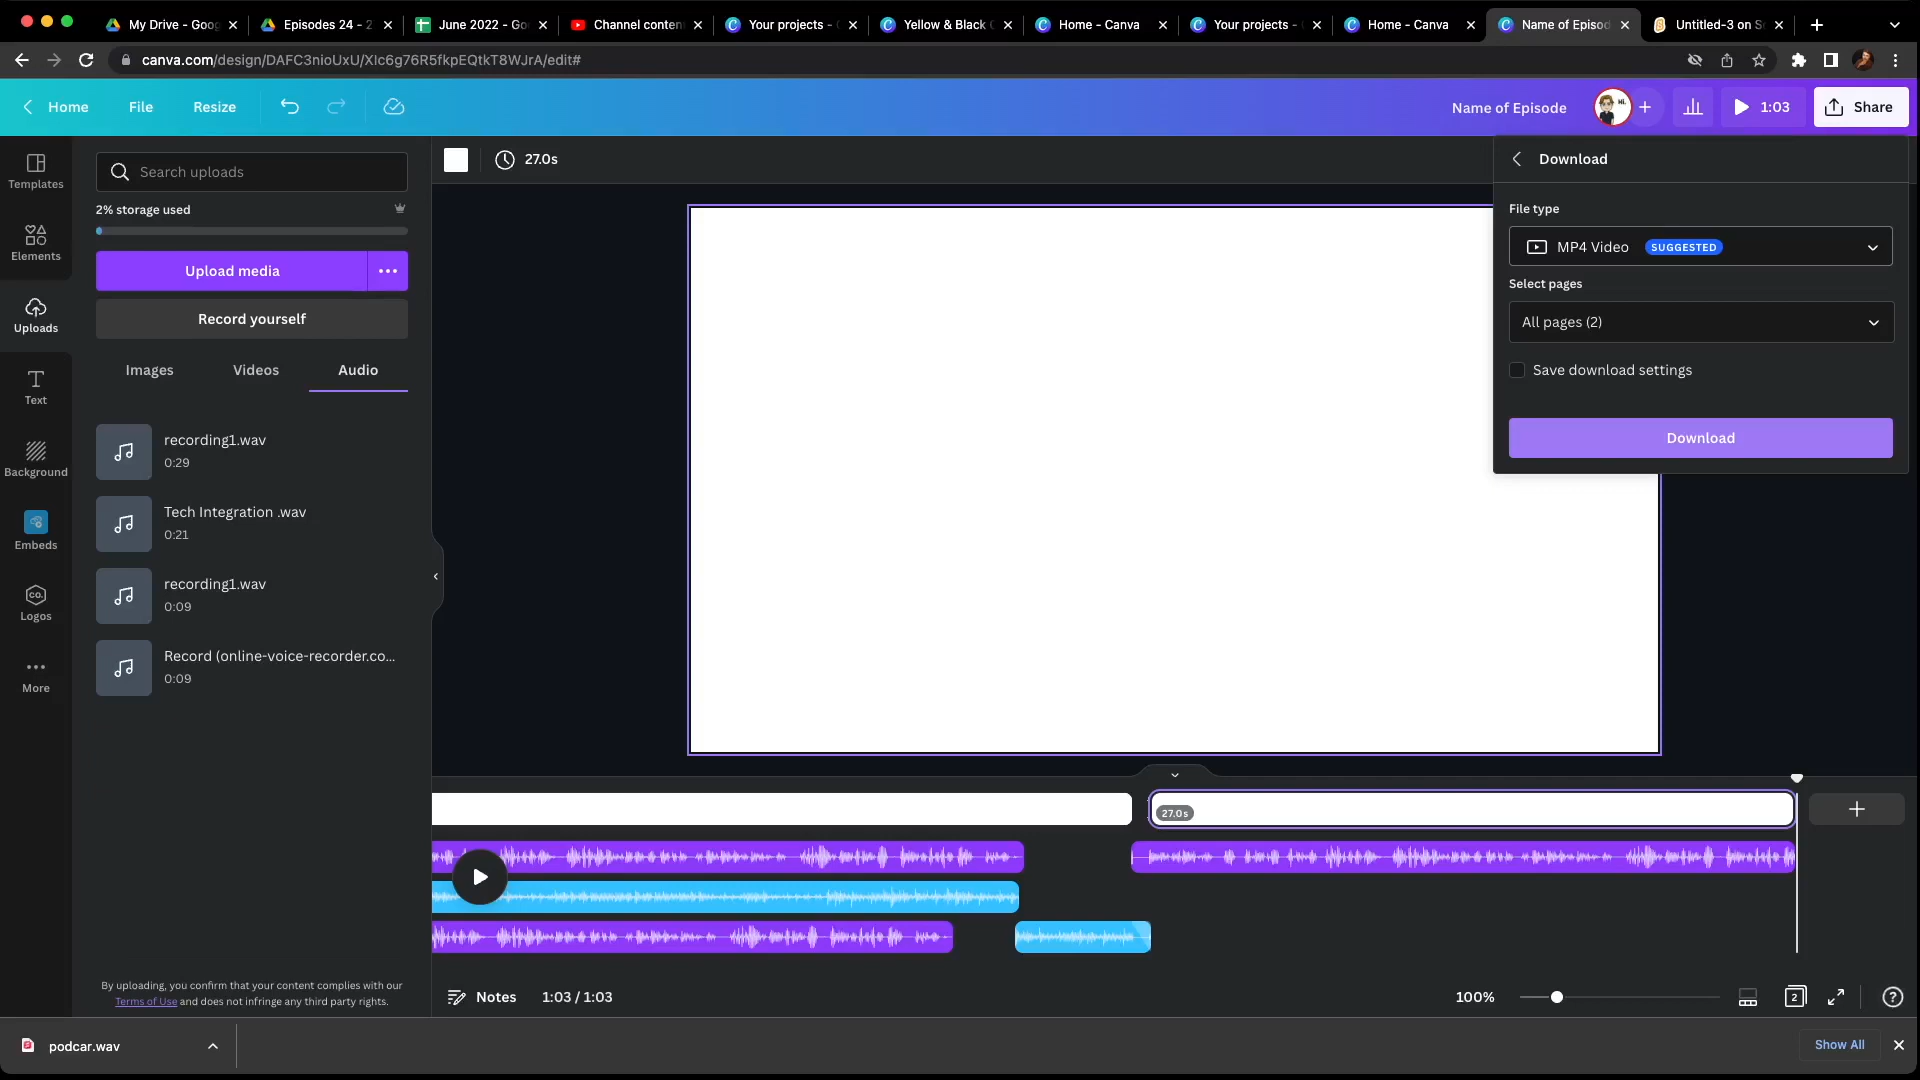 My Drive - Goog
Episodes 24 - 2
June 2022 - Go
Channel conten
Your projects -
Yellow & Black
Home - Canva
Your projects -
Home - Canva
Name of Episod
Untitled-3 on S
canva.com/design/DAFC3nioUxU/XIc6g76R5fkpEQtkT8WJrA/edit#
Home
File
Resize
Name of Episode
1:03
Share
Templates
Elements
Uploads
Text
Background
Embeds
Logos
More
Search uploads
2% storage used
Upload media
Record yourself
Images
Videos
Audio
recording1.wav
0:29
Tech Integration .wav
0:21
recording1.wav
0:09
Record (online-voice-recorder.co...
0:09
By uploading, you confirm that your content complies with our
Terms of Use and does not infringe any third party rights.
27.0s
Download
File type
MP4 Video SUGGESTED
Select pages
All pages (2)
Save download settings
Download
27.0s
Notes
1:03 / 1:03
100%
2
podcar.wav
Show All